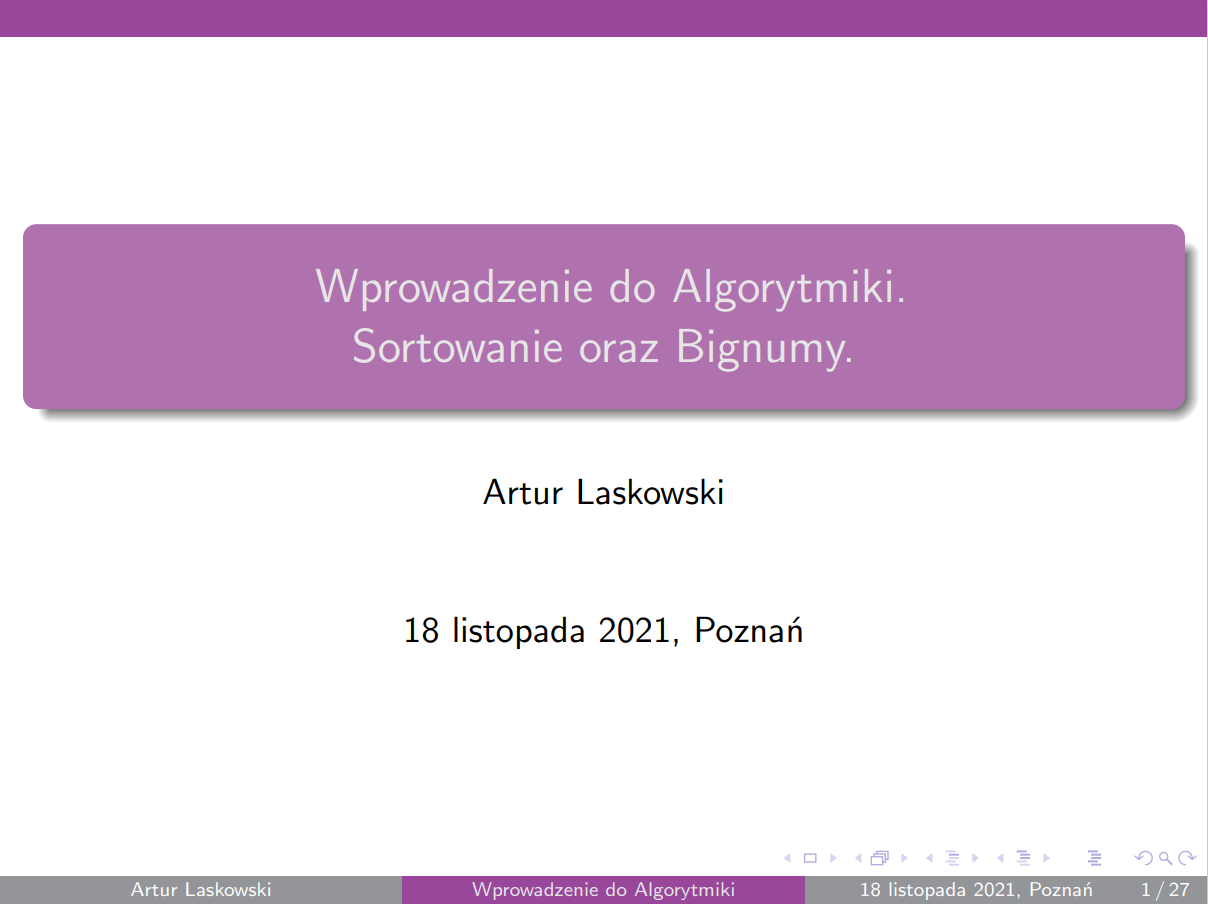 Wprowadzenie do Algorytmiki.
Sortowanie oraz Bignumy.
Artur Laskowski
18 listopada 2021, Poznań
Artur Laskowski Wprowadzenie do Algorytmiki 18 listopada 2021, Poznań 1 / 27